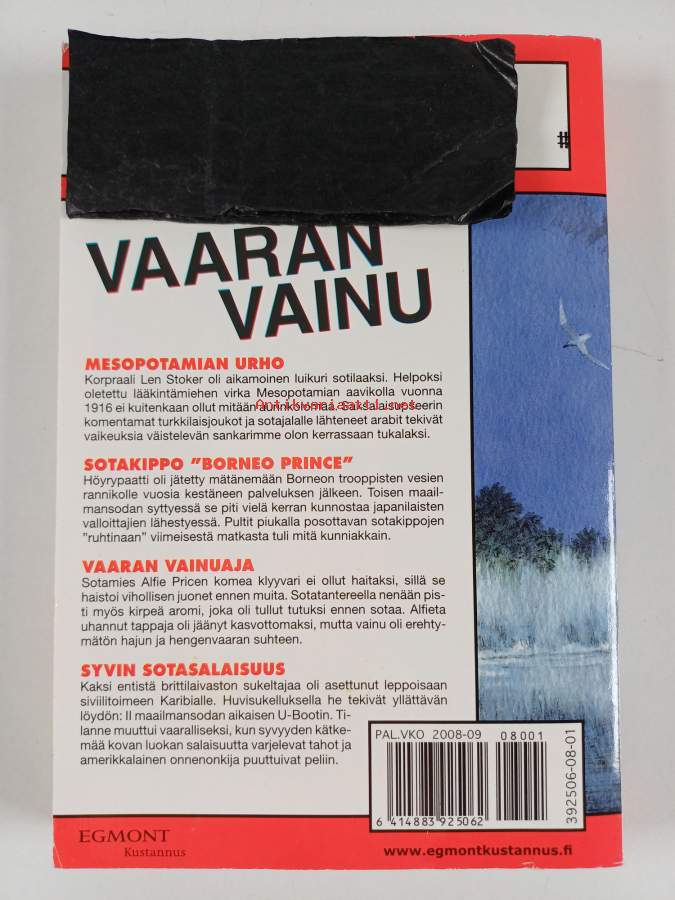 #
VAARAN
VAINU
MESOPOTAMIAN URHO
Korpraali Len Stoker oli aikamoinen luikuri sotilaaksi. Helpoksi
oletettu lääkintämiehen virka Mesopotamian aavikolla vuonna
1916 ei kuitenkaan ollut mitään aurinkolomaa. Saksalaisupseerin
Antikvariaatti.net
komentamat turkkilaisjoukot ja sotajalalle lähteneet arabit tekivät
vaikeuksia väistelevän sankarimme olon kerrassaan tukalaksi.
SOTAKIPPO "BORNEO PRINCE"
Höyrypaatti oli jätetty mätänemään Borneon trooppisten vesien
rannikolle vuosia kestäneen palveluksen jälkeen. Toisen maail-
mansodan syttyessä se piti vielä kerran kunnostaa japanilaisten
valloittajien lähestyessä. Pultit piukalla posottavan sotakippojen
"ruhtinaan" viimeisestä matkasta tuli mitä kunniakkain.
VAARAN VAINUAJA
Sotamies Alfie Pricen komea klyyvari ei ollut haitaksi, sillä se
haistoi vihollisen juonet ennen muita. Sotatantereella nenään pis-
ti myös kirpeä aromi, joka oli tullut tutuksi ennen sotaa. Alfieta
uhannut tappaja oli jäänyt kasvottomaksi, mutta vainu oli erehty-
mätön hajun ja hengenvaaran suhteen.
SYVIN SOTASALAISUUS
Kaksi entistä brittilaivaston sukeltajaa oli asettunut leppoisaan
siviilitoimeen Karibialle. Huvisukelluksella he tekivät yllättävän
löydön: II maailmansodan aikaisen U-Bootin. Ti-
lanne muuttui vaaralliseksi, kun syvyyden kätke-
mää kovan luokan salaisuutta varjelevat tahot ja
amerikkalainen onnenonkija puuttuivat peliin.
PAL.VKO 2008-09
08001
6 414883 925062
392506-08-01
EGMONT
Kustannus
www.egmontkustannus.fi